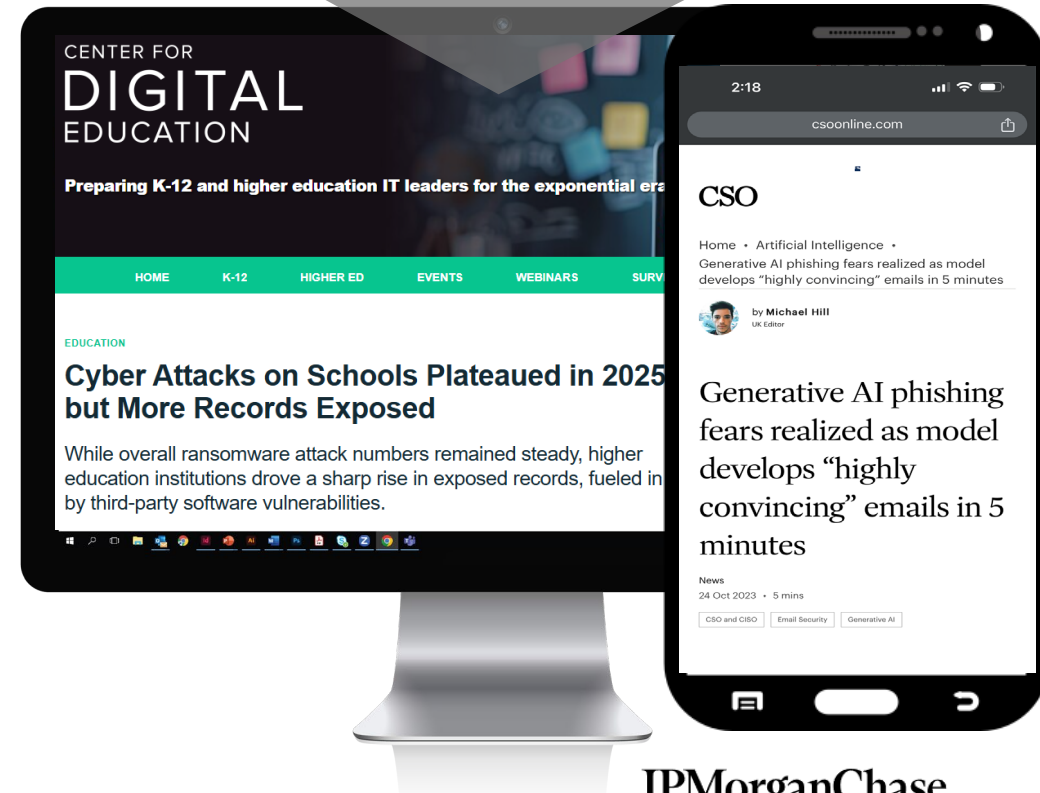 CENTER FOR
DIGITAL
EDUCATION
Preparing K-12 and higher education IT leaders for the exponential era
HOME K-12 HIGHER ED EVENTS WEBINARS SURV
EDUCATION
Cyber Attacks on Schools Plateaued in 2025
but More Records Exposed
While overall ransomware attack numbers remained steady, higher
education institutions drove a sharp rise in exposed records, fueled in
by third-party software vulnerabilities.
2:18
csoonline.com
CSO
Home • Artificial Intelligence •
Generative AI phishing fears realized as model
develops “highly convincing” emails in 5 minutes
by Michael Hill
UK Editor
Generative AI phishing
fears realized as model
develops “highly
convincing” emails in 5
minutes
News
24 Oct 2023 • 5 mins
CSO and CISO Email Security Generative AI
JPMorganChase